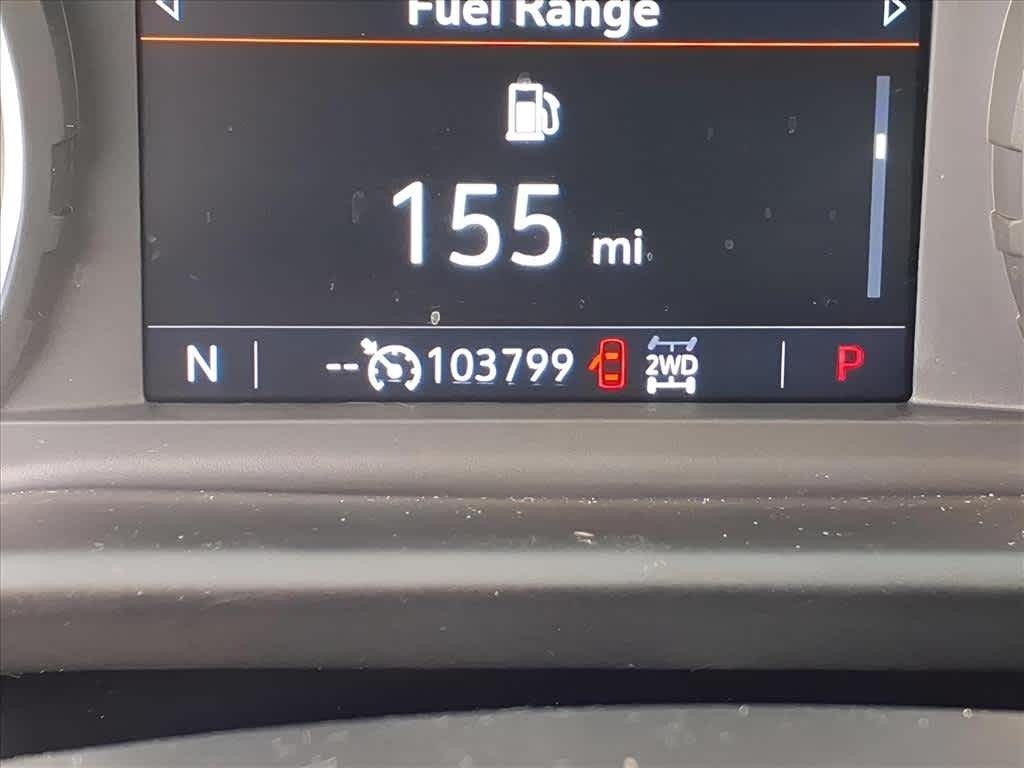 Fuel Range
155 mi
N -- 103799 2WD P